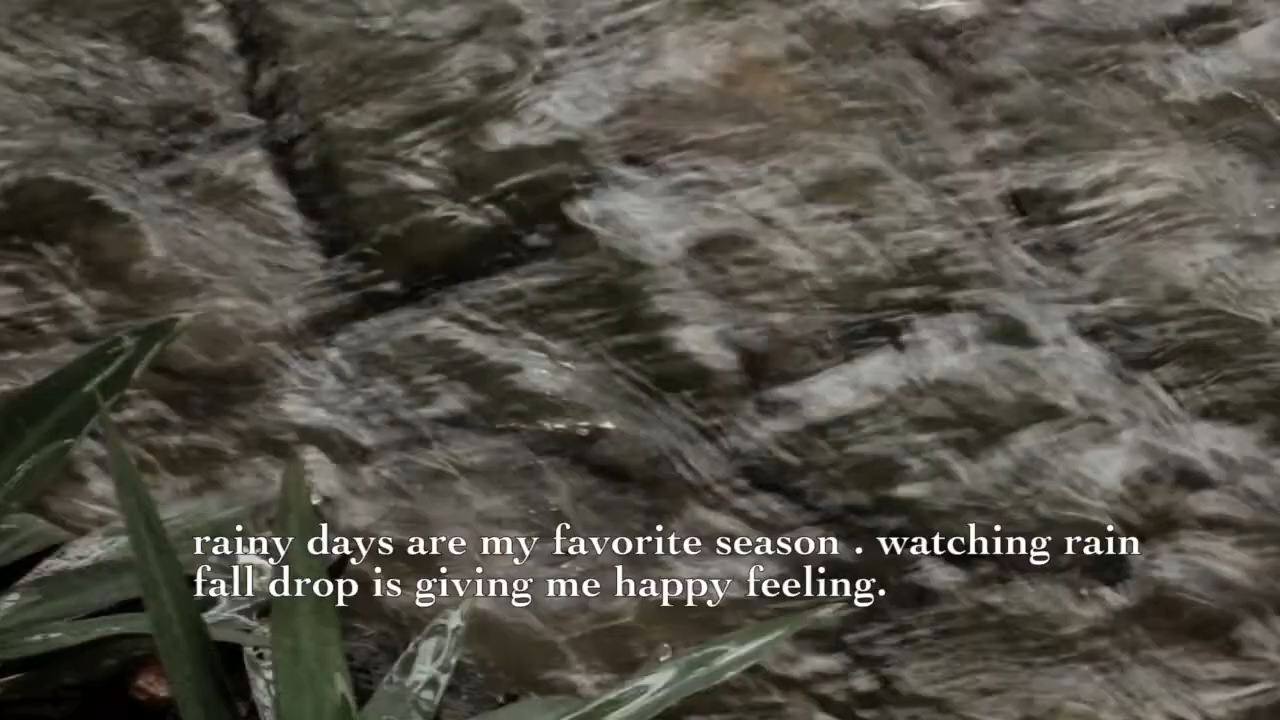 rainy days are my favorite season . watching rain
fall drop is giving me happy feeling.